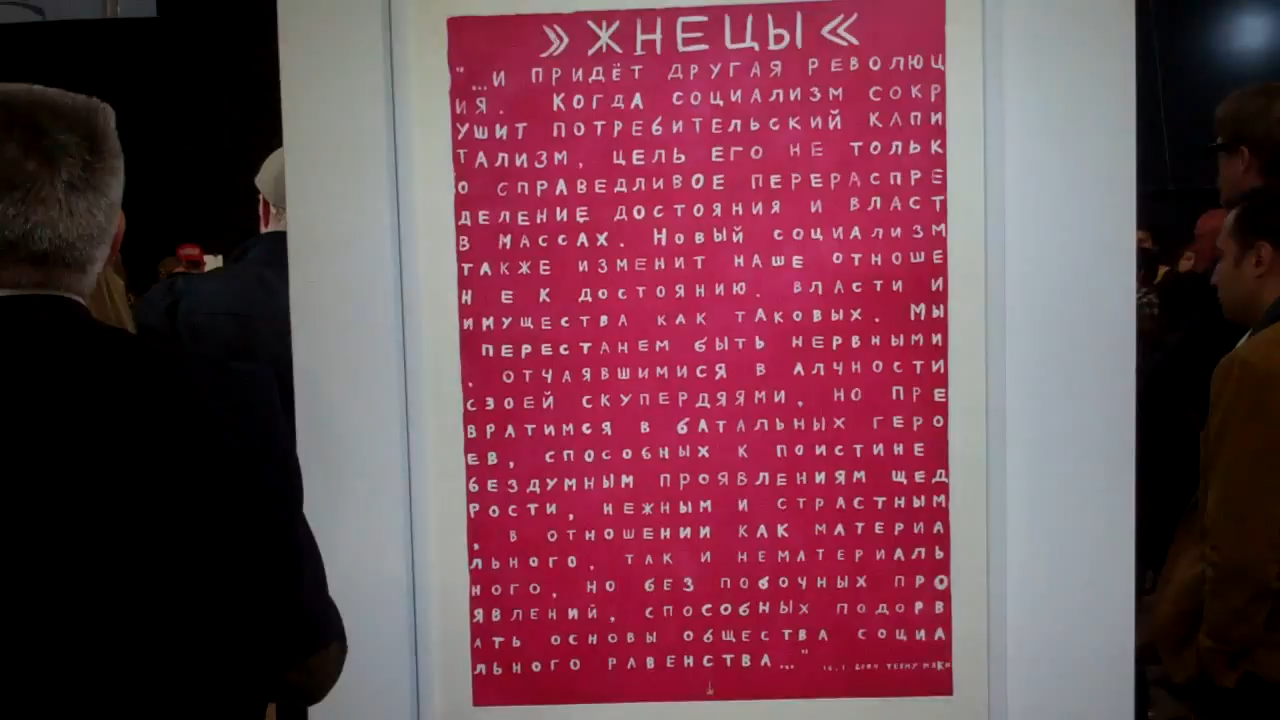 »ЖНЕЦЫ«
"...И ПРИДЁТ ДРУГАЯ РЕВОЛЮЦ
ИЯ. КОГДА СОЦИАЛИЗМ СОКР
УШИТ ПОТРЕБИТЕЛЬСКИЙ КАПИ
ТАЛИЗМ, ЦЕЛЬ ЕГО НЕ ТОЛЬК
О СПРАВЕДЛИВОЕ ПЕРЕРАСПРЕ
ДЕЛЕНИЕ ДОСТОЯНИЯ И ВЛАСТ
В МАССАХ. НОВЫЙ СОЦИАЛИЗМ
ТАКЖЕ ИЗМЕНИТ НАШЕ ОТНОШЕ
Н Е К ДОСТОЯНИЮ. ВЛАСТИ И
ИМУЩЕСТВА КАК ТАКОВЫХ. МЫ
ПЕРЕСТАНЕМ БЫТЬ НЕРВНЫМИ
, ОТЧАЯВШИМИСЯ В АЛЧНОСТИ
СЗОЕЙ СКУПЕРДЯЯМИ, НО ПРЕ
ВРАТИМСЯ В БАТАЛЬНЫХ ГЕРО
ЕВ, СПОСОБНЫХ К ПОИСТИНЕ
БЕЗДУМНЫМ ПРОЯВЛЕНИЯМ ЩЕД
РОСТИ, НЕЖНЫМ И СТРАСТНЫМ
, В ОТНОШЕНИИ КАК МАТЕРИА
ЛЬНОГО, ТАК И НЕМАТЕРИАЛЬ
НОГО, НО БЕЗ ПОБОЧНЫХ ПРО
ЯВЛЕНИЙ, СПОСОБНЫХ ПОДОРВ
АТЬ ОСНОВЫ ОБЩЕСТВА СОЦИА
ЛЬНОГО РАВЕНСТВА..."